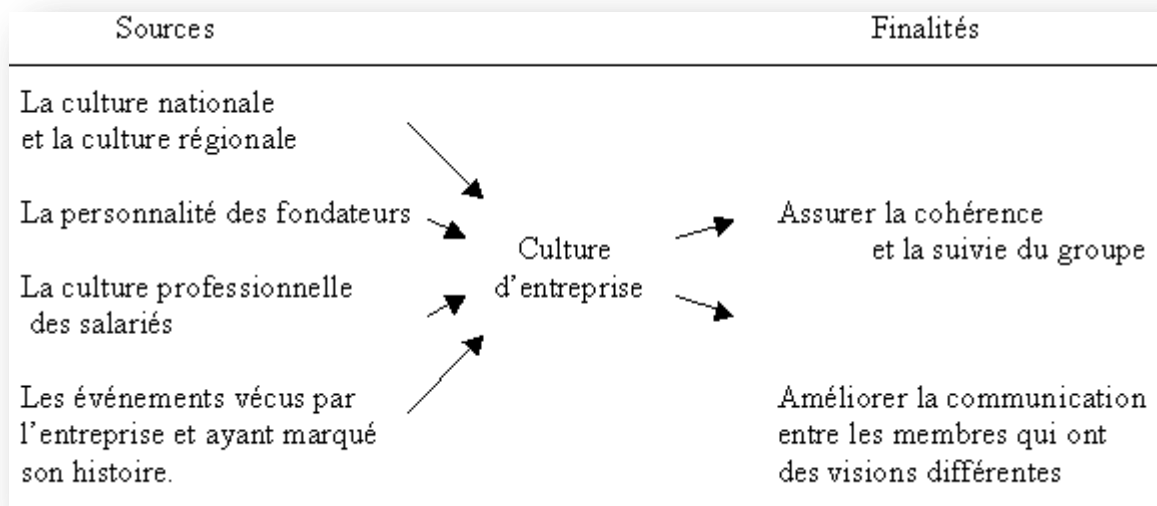 Sources
Finalités
La culture nationale
et la culture régionale
La personnalité des fondateurs
La culture professionnelle
des salariés
Les événements vécus par
l’entreprise et ayant marqué
son histoire.
Culture
d’entreprise
Assurer la cohérence
et la suivie du groupe
Améliorer la communication
entre les membres qui ont
des visions différentes